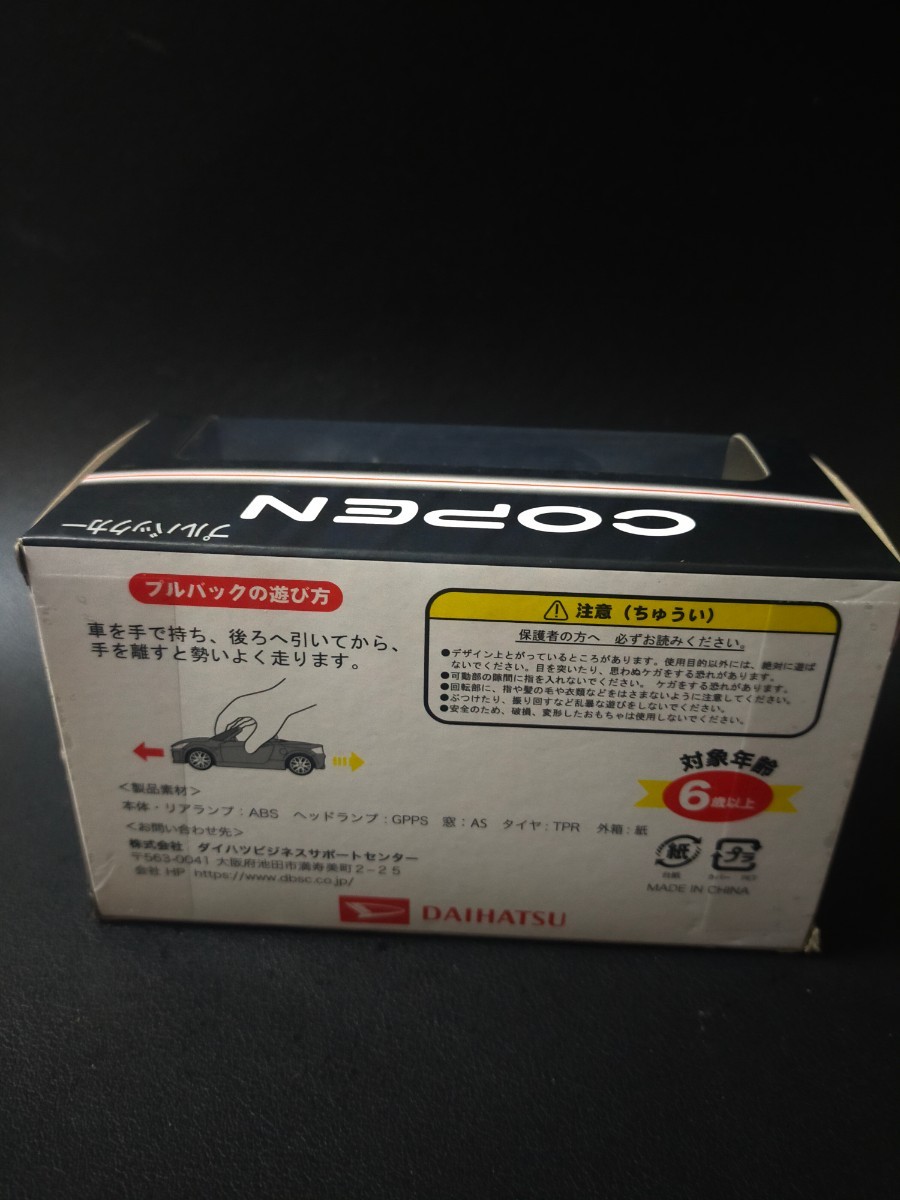 COPEN
プルバックカー
プルバックの遊び方
車を手で持ち、後ろへ引いてから、
手を離すと勢いよく走ります。
注意（ちゅうい）
保護者の方へ　必ずお読みください。
●デザイン上とがっているところがあります。使用目的以外には、絶対に遊ば
ないでください。目を突いたり、思わぬケガをする恐れがあります。
●可動部の隙間に指を入れないでください。 ケガをする恐れがあります。
●回転部に、指や髪の毛や衣類などをはさまないように注意してください。
●ぶつけたり、振り回すなど乱暴な遊びをしないでください。
●安全のため、破損、変形したおもちゃは使用しないでください。
対象年齢
6歳以上
＜製品素材＞
本体・リアランプ：ABS　ヘッドランプ：GPPS　窓：AS　タイヤ：TPR　外箱：紙
＜お問い合わせ先＞
株式会社　ダイハツビジネスサポートセンター
〒563-0041 大阪府池田市満寿美町２－２５
会社 HP　https://www.dbsc.co.jp/
紙
プラ
MADE IN CHINA
DAIHATSU